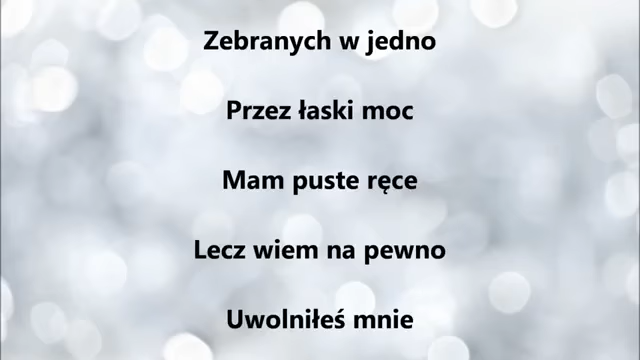 Zebranych w jedno
Przez łaski moc
Mam puste ręce
Lecz wiem na pewno
Uwolniłeś mnie